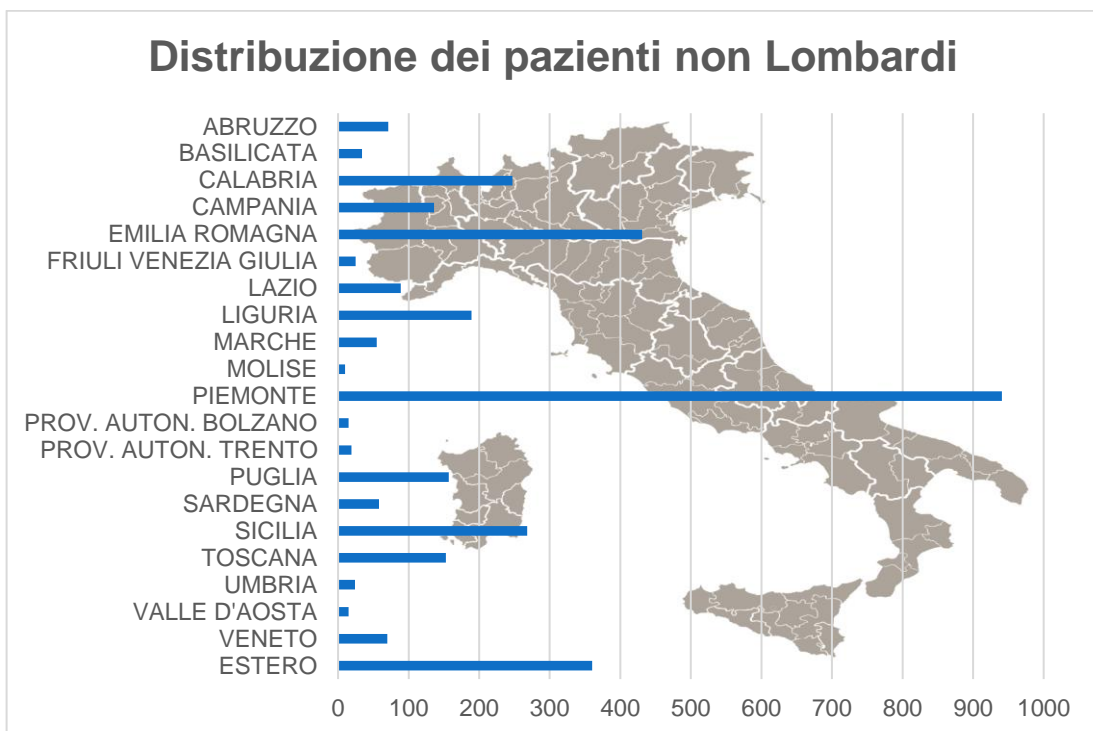 Distribuzione dei pazienti non Lombardi
ABRUZZO
BASILICATA
CALABRIA
CAMPANIA
EMILIA ROMAGNA
FRIULI VENEZIA GIULIA
LAZIO
LIGURIA
MARCHE
MOLISE
PIEMONTE
PROV. AUTON. BOLZANO
PROV. AUTON. TRENTO
PUGLIA
SARDEGNA
SICILIA
TOSCANA
UMBRIA
VALLE D'AOSTA
VENETO
ESTERO
0 100 200 300 400 500 600 700 800 900 1000